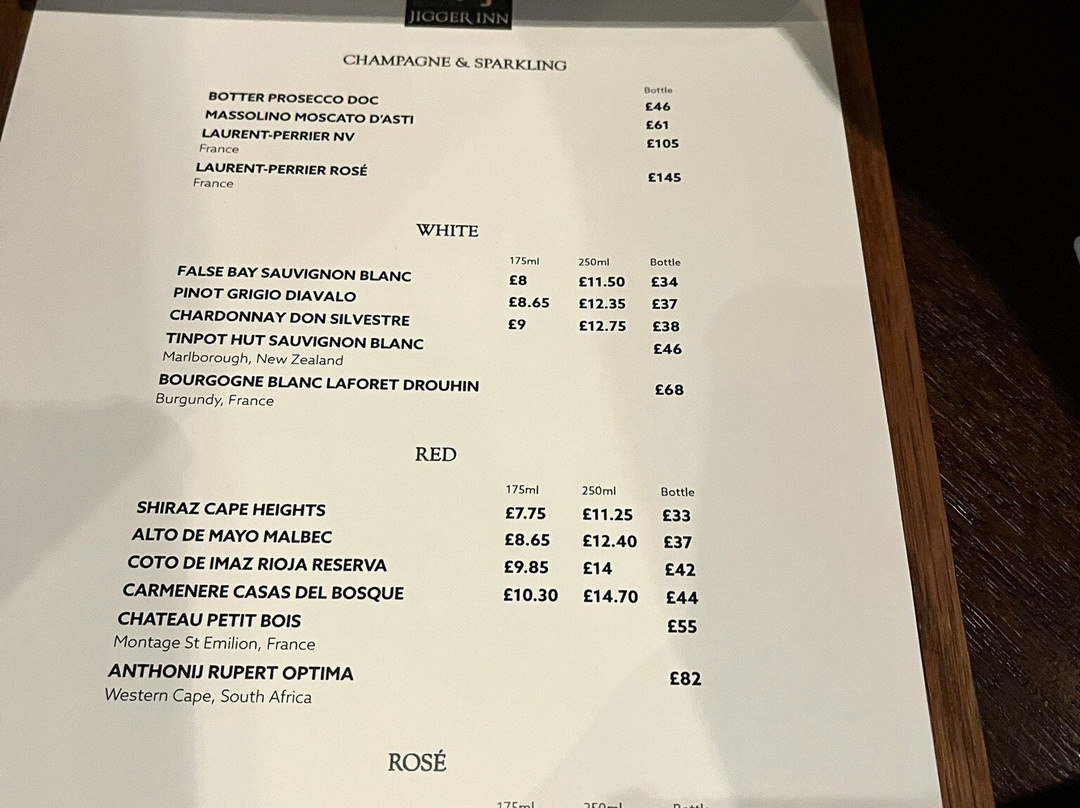 JIGGER INN
CHAMPAGNE & SPARKLING
Bottle
BOTTER PROSECCO DOC £46
MASSOLINO MOSCATO D'ASTI £61
LAURENT-PERRIER NV £105
France
LAURENT-PERRIER ROSÉ £145
France
WHITE
175ml 250ml Bottle
FALSE BAY SAUVIGNON BLANC £8 £11.50 £34
PINOT GRIGIO DIAVALO £8.65 £12.35 £37
CHARDONNAY DON SILVESTRE £9 £12.75 £38
TINPOT HUT SAUVIGNON BLANC £46
Marlborough, New Zealand
BOURGOGNE BLANC LAFORET DROUHIN £68
Burgundy, France
RED
175ml 250ml Bottle
SHIRAZ CAPE HEIGHTS £7.75 £11.25 £33
ALTO DE MAYO MALBEC £8.65 £12.40 £37
COTO DE IMAZ RIOJA RESERVA £9.85 £14 £42
CARMENERE CASAS DEL BOSQUE £10.30 £14.70 £44
CHATEAU PETIT BOIS £55
Montage St Emilion, France
ANTHONIJ RUPERT OPTIMA £82
Western Cape, South Africa
ROSÉ
175ml 250ml Bottle